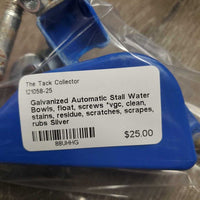 The Tack Collector
121058-25
Galvanized Automatic Stall Water
Bowls, float, screws *vgc, clean,
stains, residue, scratches, scrapes,
rubs Silver
$25.00
88UHHG